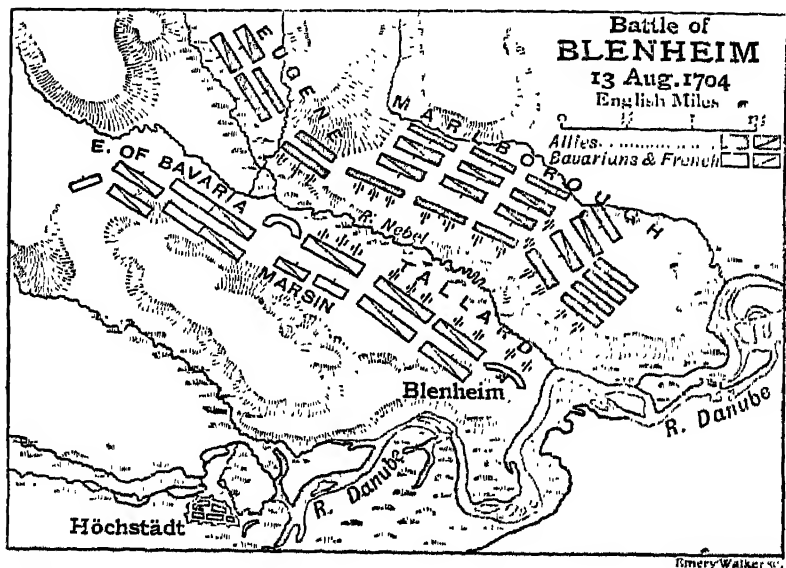 Battle of
BLENHEIM
13 Aug. 1704
English Miles
Allies
Bavarians & French
EUGENE
MARLBOROUGH
E. OF BAVARIA
R. Nebel
MARSIN
TALLARD
Blenheim
R. Danube
R. Danube
Höchstädt
Emery Walker sc.